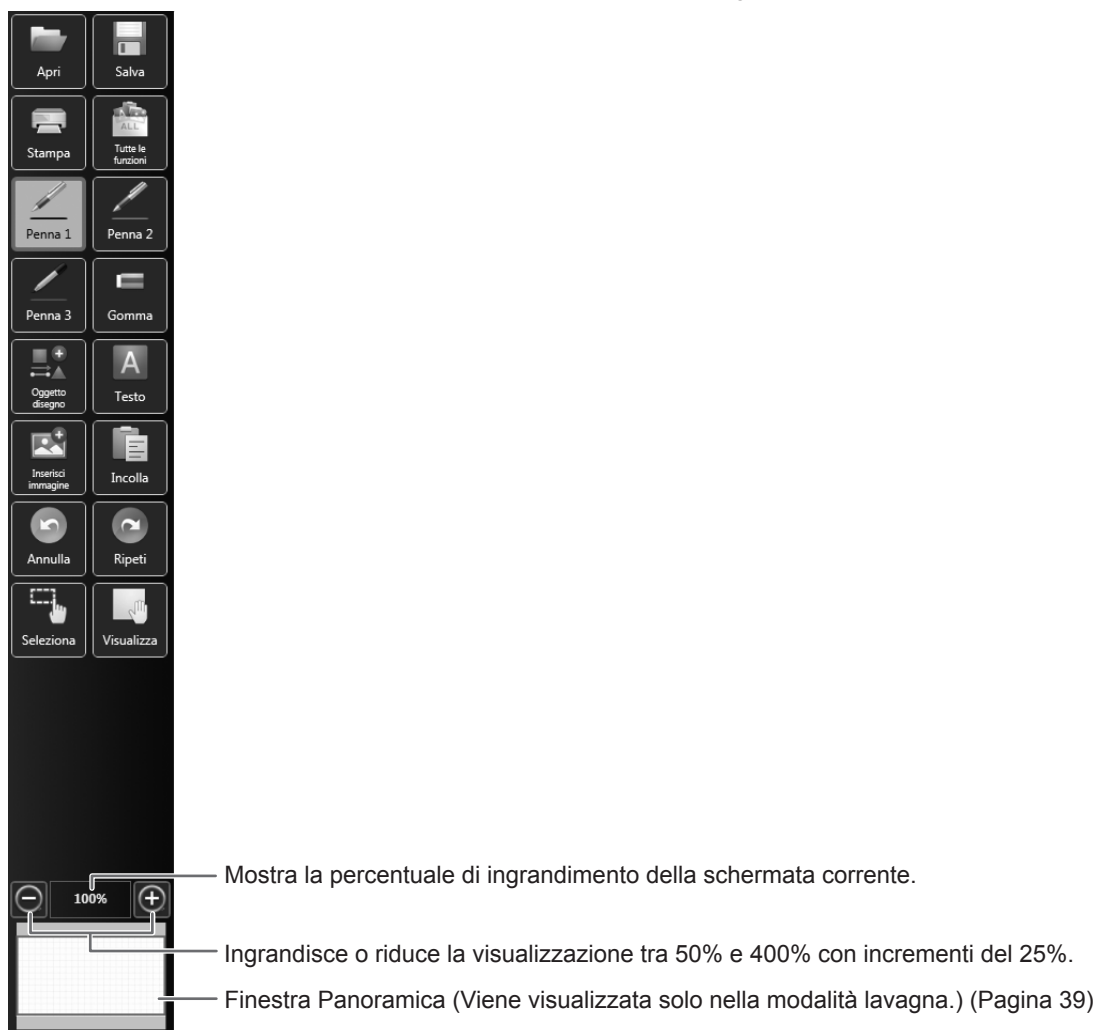 Apri Salva
Stampa Tutte le
funzioni
ALL
Penna 1 Penna 2
Penna 3 Gomma
Oggetto
disegno
A
Testo
Inserisci
immagine
Incolla
Annulla Ripeti
Seleziona Visualizza
Mostra la percentuale di ingrandimento della schermata corrente.
100%
Ingrandisce o riduce la visualizzazione tra 50% e 400% con incrementi del 25%.
Finestra Panoramica (Viene visualizzata solo nella modalità lavagna.) (Pagina 39)